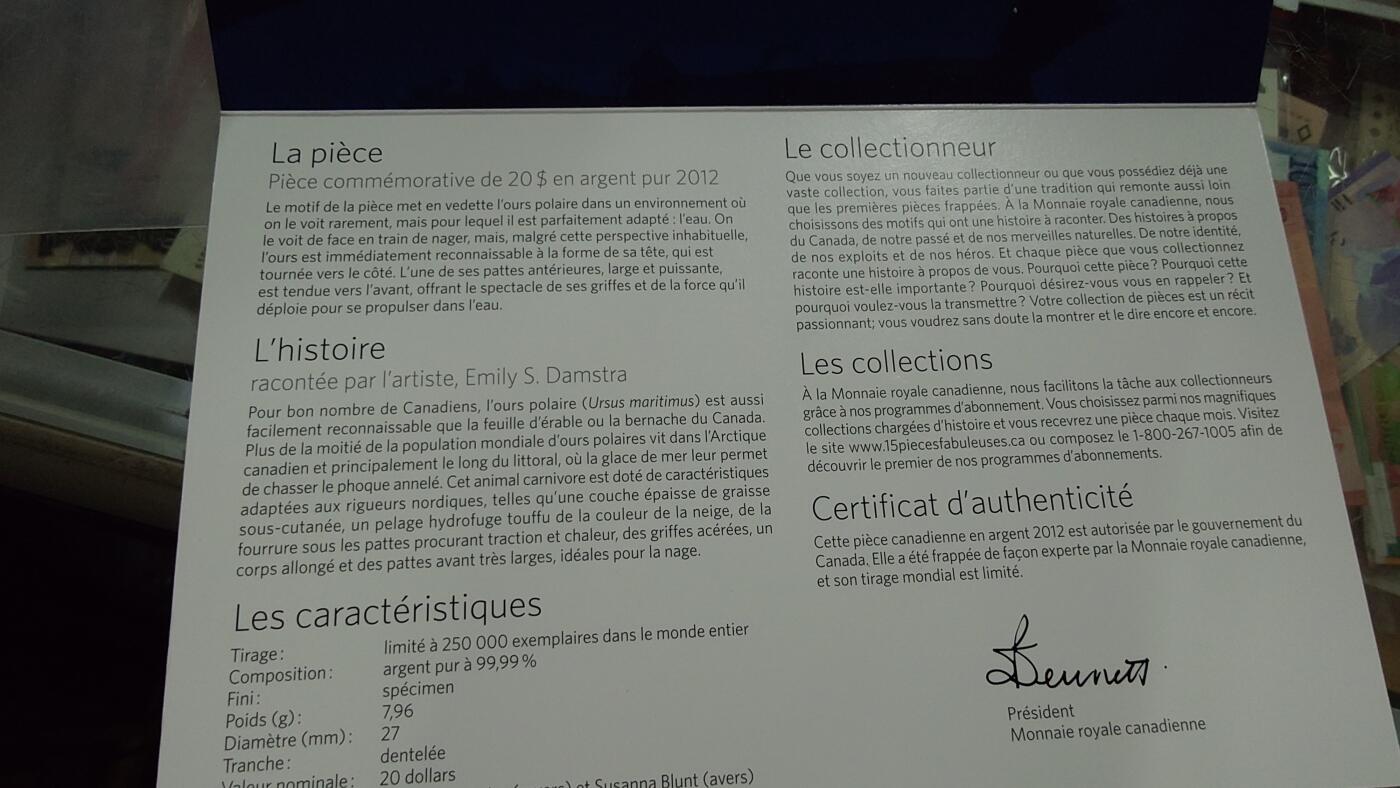 La pièce
Pièce commémorative de 20 $ en argent pur 2012
Le motif de la pièce met en vedette l'ours polaire dans un environnement où
on le voit rarement, mais pour lequel il est parfaitement adapté : l'eau. On
le voit de face en train de nager, mais, malgré cette perspective inhabituelle,
l'ours est immédiatement reconnaissable à la forme de sa tête, qui est
tournée vers le côté. L'une de ses pattes antérieures, large et puissante,
est tendue vers l'avant, offrant le spectacle de ses griffes et de la force qu'il
déploie pour se propulser dans l'eau.
L'histoire
racontée par l'artiste, Emily S. Damstra
Pour bon nombre de Canadiens, l'ours polaire (Ursus maritimus) est aussi
facilement reconnaissable que la feuille d'érable ou la bernache du Canada.
Plus de la moitié de la population mondiale d'ours polaires vit dans l'Arctique
canadien et principalement le long du littoral, où la glace de mer leur permet
de chasser le phoque annelé. Cet animal carnivore est doté de caractéristiques
adaptées aux rigueurs nordiques, telles qu'une couche épaisse de graisse
sous-cutanée, un pelage hydrofuge touffu de la couleur de la neige, de la
fourrure sous les pattes procurant traction et chaleur, des griffes acérées, un
corps allongé et des pattes avant très larges, idéales pour la nage.
Les caractéristiques
Tirage : limité à 250 000 exemplaires dans le monde entier
Composition : argent pur à 99,99 %
Fini : spécimen
Poids (g) : 7,96
Diamètre (mm) : 27
Tranche : dentelée
Valeur nominale : 20 dollars
et Susanna Blunt (avers)
Le collectionneur
Que vous soyez un nouveau collectionneur ou que vous possédiez déjà une
vaste collection, vous faites partie d'une tradition qui remonte aussi loin
que les premières pièces frappées. À la Monnaie royale canadienne, nous
choisissons des motifs qui ont une histoire à raconter. Des histoires à propos
du Canada, de notre passé et de nos merveilles naturelles. De notre identité,
de nos exploits et de nos héros. Et chaque pièce que vous collectionnez
raconte une histoire à propos de vous. Pourquoi cette pièce ? Pourquoi cette
histoire est-elle importante ? Pourquoi désirez-vous vous en rappeler ? Et
pourquoi voulez-vous la transmettre ? Votre collection de pièces est un récit
passionnant; vous voudrez sans doute la montrer et le dire encore et encore.
Les collections
À la Monnaie royale canadienne, nous facilitons la tâche aux collectionneurs
grâce à nos programmes d'abonnement. Vous choisissez parmi nos magnifiques
collections chargées d'histoire et vous recevrez une pièce chaque mois. Visitez
le site www.15piecesfabuleuses.ca ou composez le 1-800-267-1005 afin de
découvrir le premier de nos programmes d'abonnements.
Certificat d'authenticité
Cette pièce canadienne en argent 2012 est autorisée par le gouvernement du
Canada. Elle a été frappée de façon experte par la Monnaie royale canadienne,
et son tirage mondial est limité.
Bennett
Président
Monnaie royale canadienne